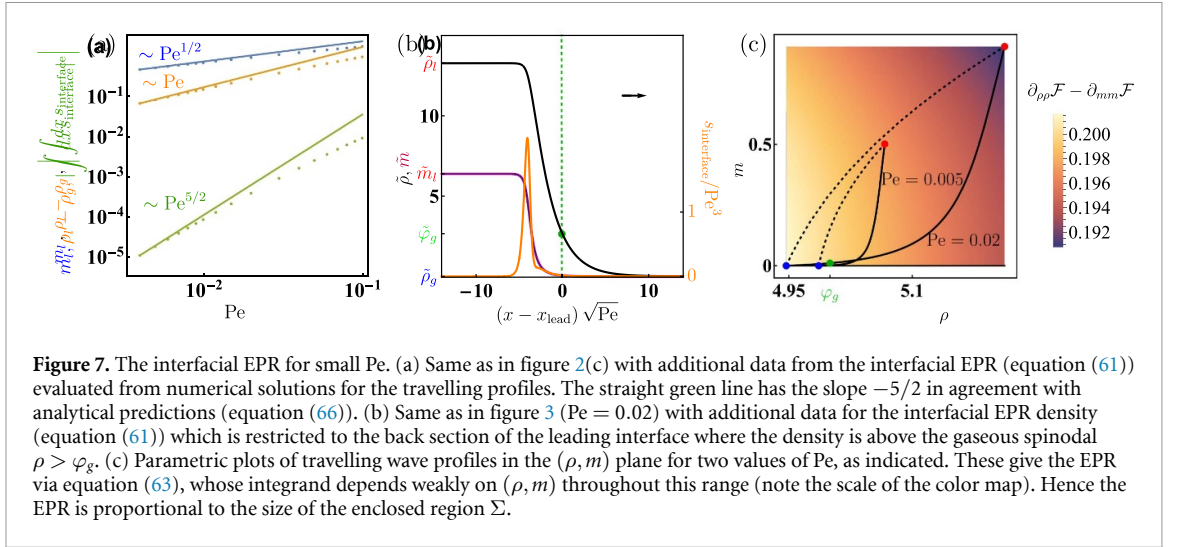 (a)
∼ Pe^{1/2}
∼ Pe
∼ Pe^{5/2}
10^{-1}
10^{-2}
10^{-3}
10^{-4}
10^{-5}
10^{-2}
10^{-1}
Pe
(b)
ρ̃_l
10
m̃_l
5
φ̃_g
ρ̃_g
ρ̃, m̃
−10
0
10
(x − x_lead) √Pe
1
0
s_interface/Pe^3
(c)
m
0.5
0
Pe = 0.005
Pe = 0.02
4.95
φ_g
5.1
ρ
∂_{ρρ}ℱ − ∂_{mm}ℱ
0.200
0.198
0.196
0.194
0.192
Figure 7. The interfacial EPR for small Pe. (a) Same as in figure 2(c) with additional data from the interfacial EPR (equation (61))
evaluated from numerical solutions for the travelling profiles. The straight green line has the slope −5/2 in agreement with
analytical predictions (equation (66)). (b) Same as in figure 3 (Pe = 0.02) with additional data for the interfacial EPR density
(equation (61)) which is restricted to the back section of the leading interface where the density is above the gaseous spinodal
ρ > φ_g. (c) Parametric plots of travelling wave profiles in the (ρ, m) plane for two values of Pe, as indicated. These give the EPR
via equation (63), whose integrand depends weakly on (ρ, m) throughout this range (note the scale of the color map). Hence the
EPR is proportional to the size of the enclosed region Σ.